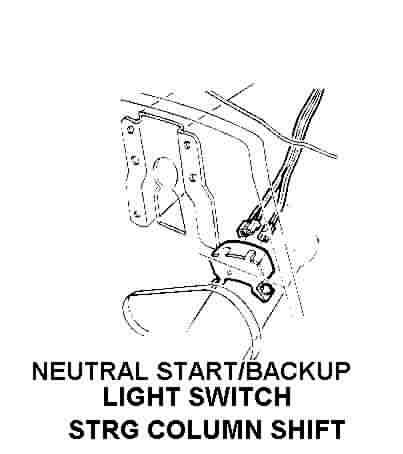 NEUTRAL START/BACKUP
LIGHT SWITCH
STRG COLUMN SHIFT